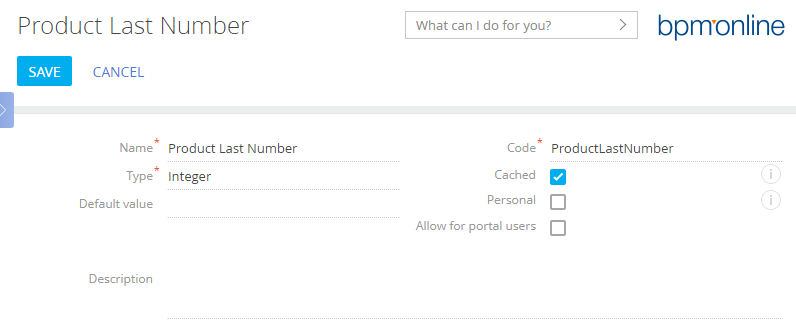 Product Last Number
What can I do for you?
bpm'online
SAVE CANCEL
Name* Product Last Number
Code* ProductLastNumber
Type* Integer
Cached
Default value
Personal
Allow for portal users
Description